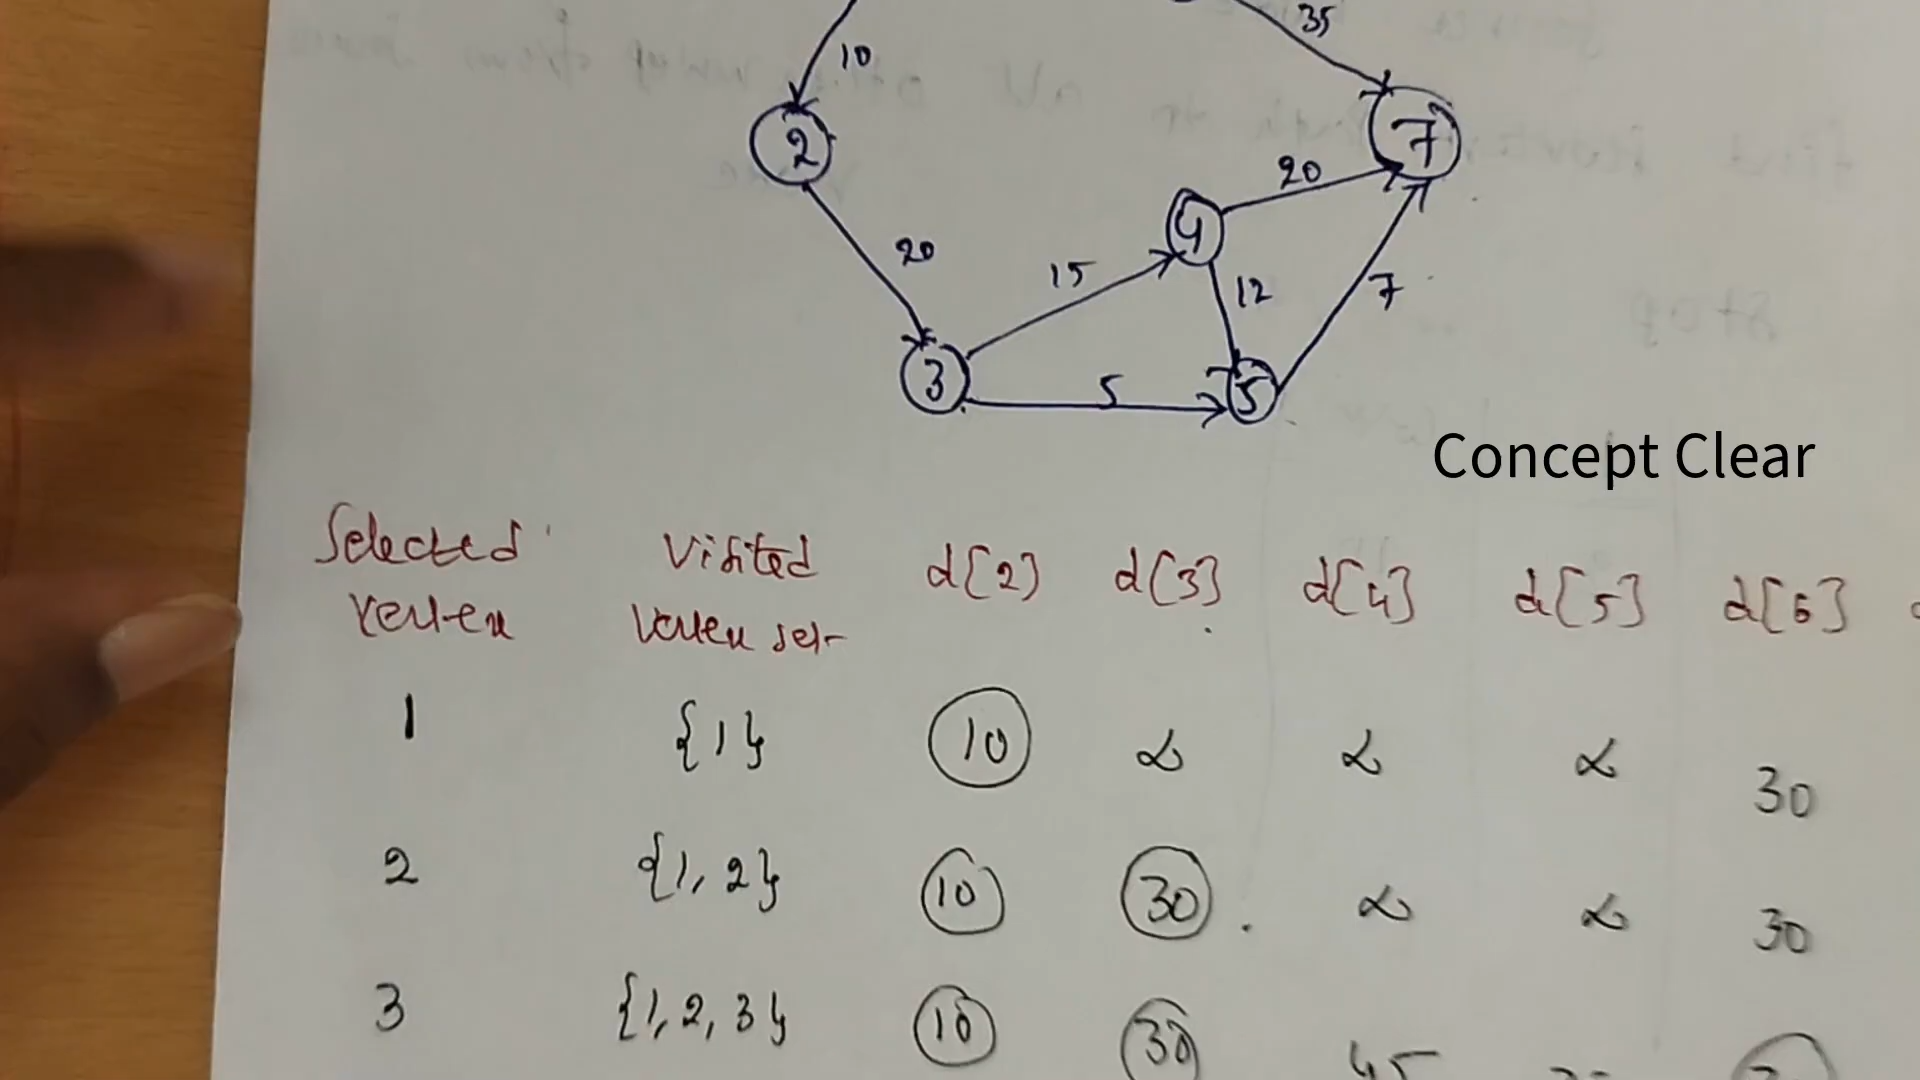 35
10
2
7
20
4
20
15
12
7
3
5
5
Concept Clear
Selected Visited d[2] d[3] d[4] d[5] d[6]
Vertex Vertex set
1 {1} 10 ∝ ∝ ∝ 30
2 {1, 2} 10 30 ∝ ∝ 30
3 {1, 2, 3} 10 30 45